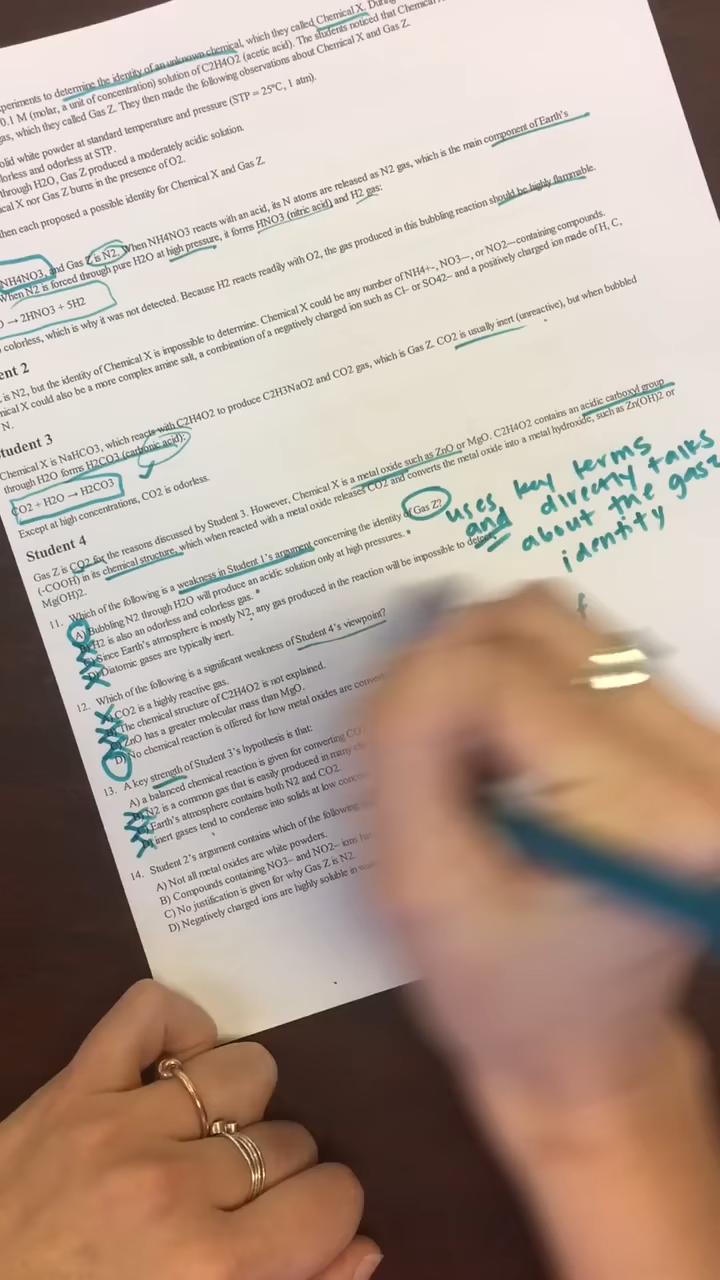 periments to determine the identity of an unknown chemical, which they called Chemical X.
0.1 M (molar, a unit of concentration) solution of C2H4O2 (acetic acid). The students noticed that Chemical
gas, which they called Gas Z. They then made the following observations about Chemical X and Gas Z.
olid white powder at standard temperature and pressure (STP = 25°C, 1 atm).
lorless and odorless at STP.
through H2O, Gas Z produced a moderately acidic solution.
ical X nor Gas Z burns in the presence of O2.
then each proposed a possible identity for Chemical X and Gas Z.
NH4NO3, and Gas Z is N2. When NH4NO3 reacts with an acid, its N atoms are released as N2 gas, which is the main component of Earth's
When N2 is forced through pure H2O at high pressure, it forms HNO3 (nitric acid) and H2 gas:
O → 2HNO3 + 5H2
colorless, which is why it was not detected. Because H2 reacts readily with O2, the gas produced in this bubbling reaction should be highly flammable.
ent 2
is N2, but the identity of Chemical X is impossible to determine. Chemical X could be any number of NH4+-, NO3–-, or NO2–-containing compounds.
mical X could also be a more complex amine salt, a combination of a negatively charged ion such as Cl- or SO42– and a positively charged ion made of H, C,
N.
tudent 3
Chemical X is NaHCO3, which reacts with C2H4O2 to produce C2H3NaO2 and CO2 gas, which is Gas Z. CO2 is usually inert (unreactive), but when bubbled
through H2O forms H2CO3 (carbonic acid):
CO2 + H2O → H2CO3
Except at high concentrations, CO2 is odorless.
Student 4
Gas Z is CO2 for the reasons discussed by Student 3. However, Chemical X is a metal oxide such as ZnO or MgO. C2H4O2 contains an acidic carboxyl group
(-COOH) in its chemical structure, which when reacted with a metal oxide releases CO2 and converts the metal oxide into a metal hydroxide, such as Zn(OH)2 or
Mg(OH)2.
11. Which of the following is a weakness in Student 1's argument concerning the identity of Gas Z?
A) Bubbling N2 through H2O will produce an acidic solution only at high pressures.
H2 is also an odorless and colorless gas.
Since Earth's atmosphere is mostly N2, any gas produced in the reaction will be impossible to
Diatomic gases are typically inert.
uses key terms
and directly talks
about the gas
identity
12. Which of the following is a significant weakness of Student 4's viewpoint?
CO2 is a highly reactive gas.
The chemical structure of C2H4O2 is not explained.
ZnO has a greater molecular mass than MgO.
D) No chemical reaction is offered for how metal oxides are
13. A key strength of Student 3's hypothesis is that:
A) a balanced chemical reaction is given for converting
N2 is a common gas that is easily produced in many
Earth's atmosphere contains both N2 and CO2.
inert gases tend to condense into solids at low
14. Student 2's argument contains which of the following
A) Not all metal oxides are white powders.
B) Compounds containing NO3– and NO2– ions
C) No justification is given for why Gas Z is N2.
D) Negatively charged ions are highly soluble in